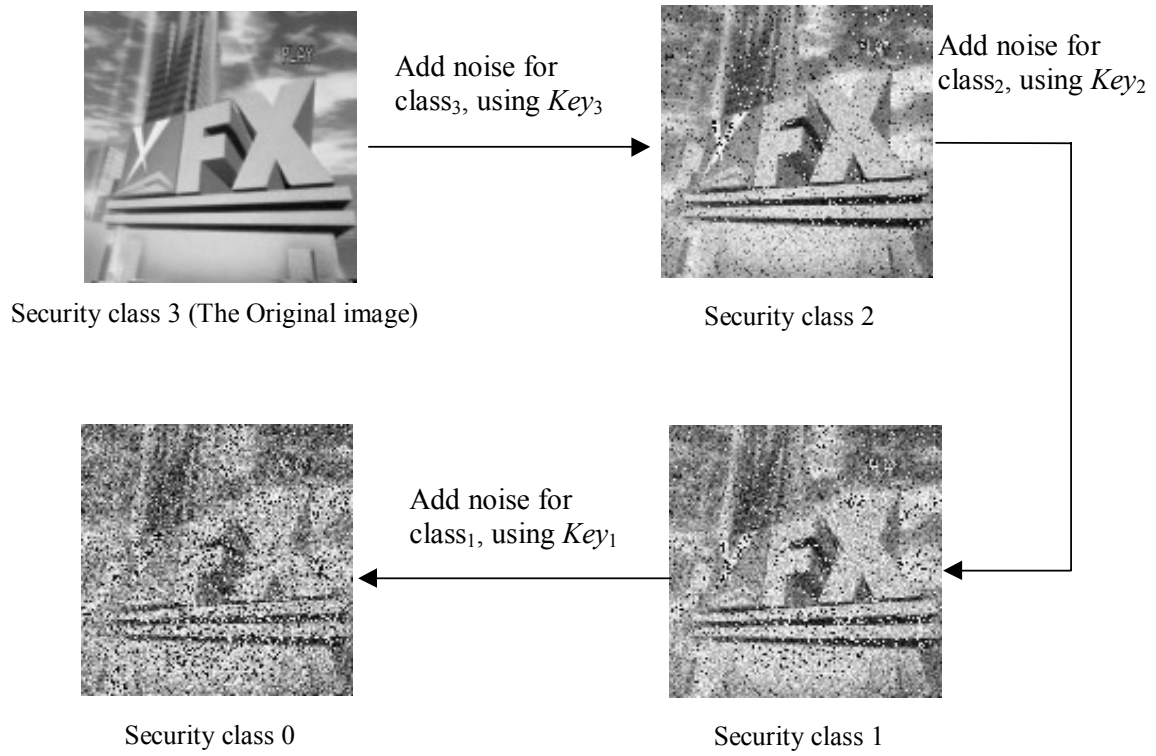 PLAY
FX
Add noise for
class₃, using Key₃
Add noise for
class₂, using Key₂
Security class 3 (The Original image)
Security class 2
Add noise for
class₁, using Key₁
Security class 0
Security class 1